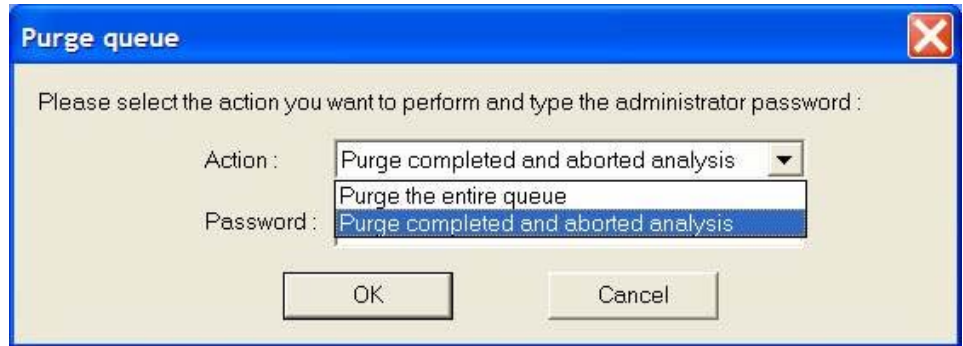 Purge queue
Please select the action you want to perform and type the administrator password :
Action :
Purge completed and aborted analysis
Purge the entire queue
Password :
Purge completed and aborted analysis
OK
Cancel